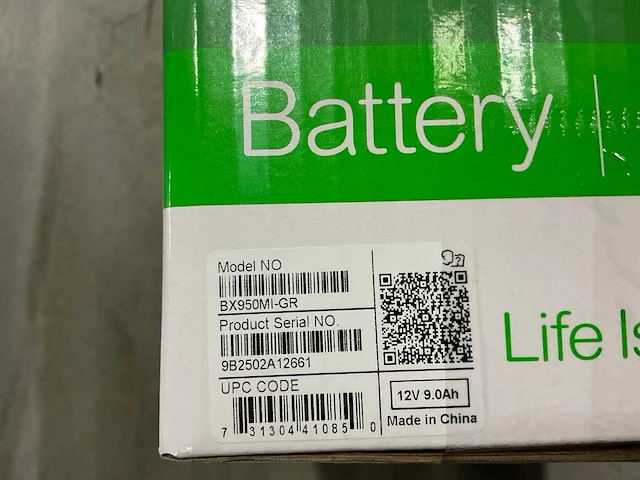 Battery
Model NO
BX950MI-GR
Product Serial NO.
9B2502A12661
UPC CODE
7 31304 41085 0
12V 9.0Ah
Made in China
Life Is